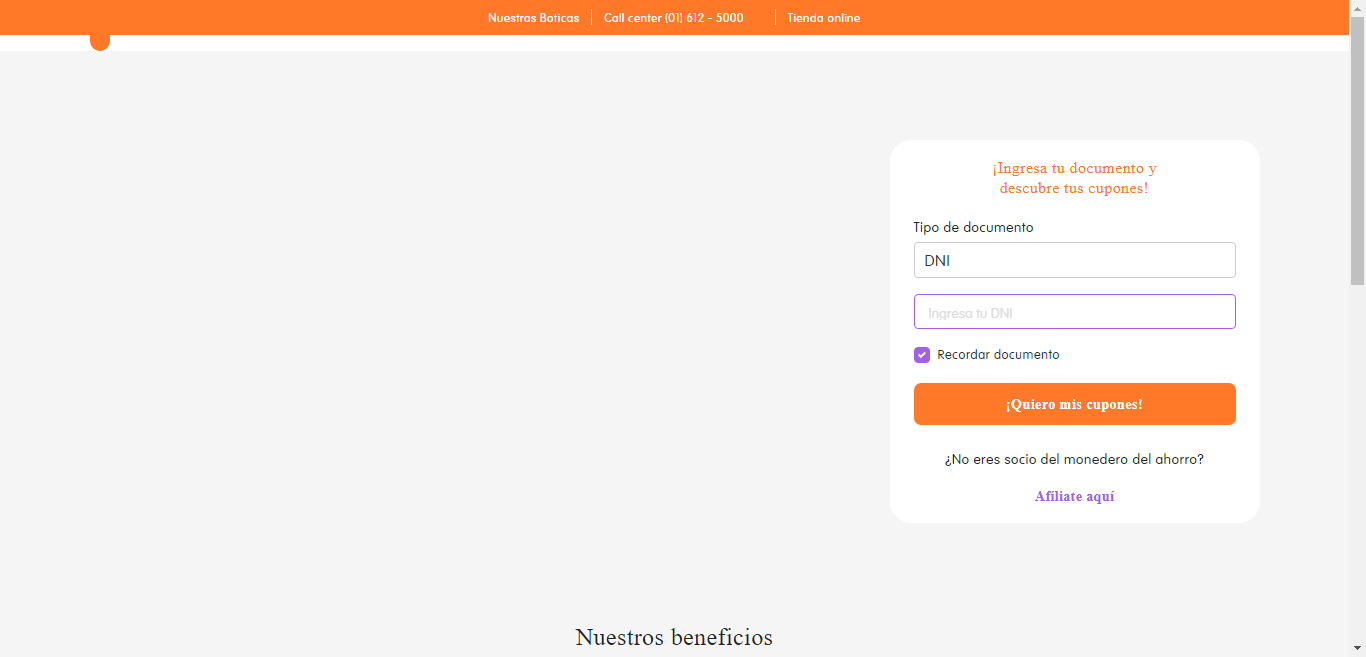 Nuestras Boticas
Call center (01) 612 - 5000
Tienda online
¡Ingresa tu documento y
descubre tus cupones!
Tipo de documento
DNI
Ingresa tu DNI
Recordar documento
¡Quiero mis cupones!
¿No eres socio del monedero del ahorro?
Afíliate aquí
Nuestros beneficios